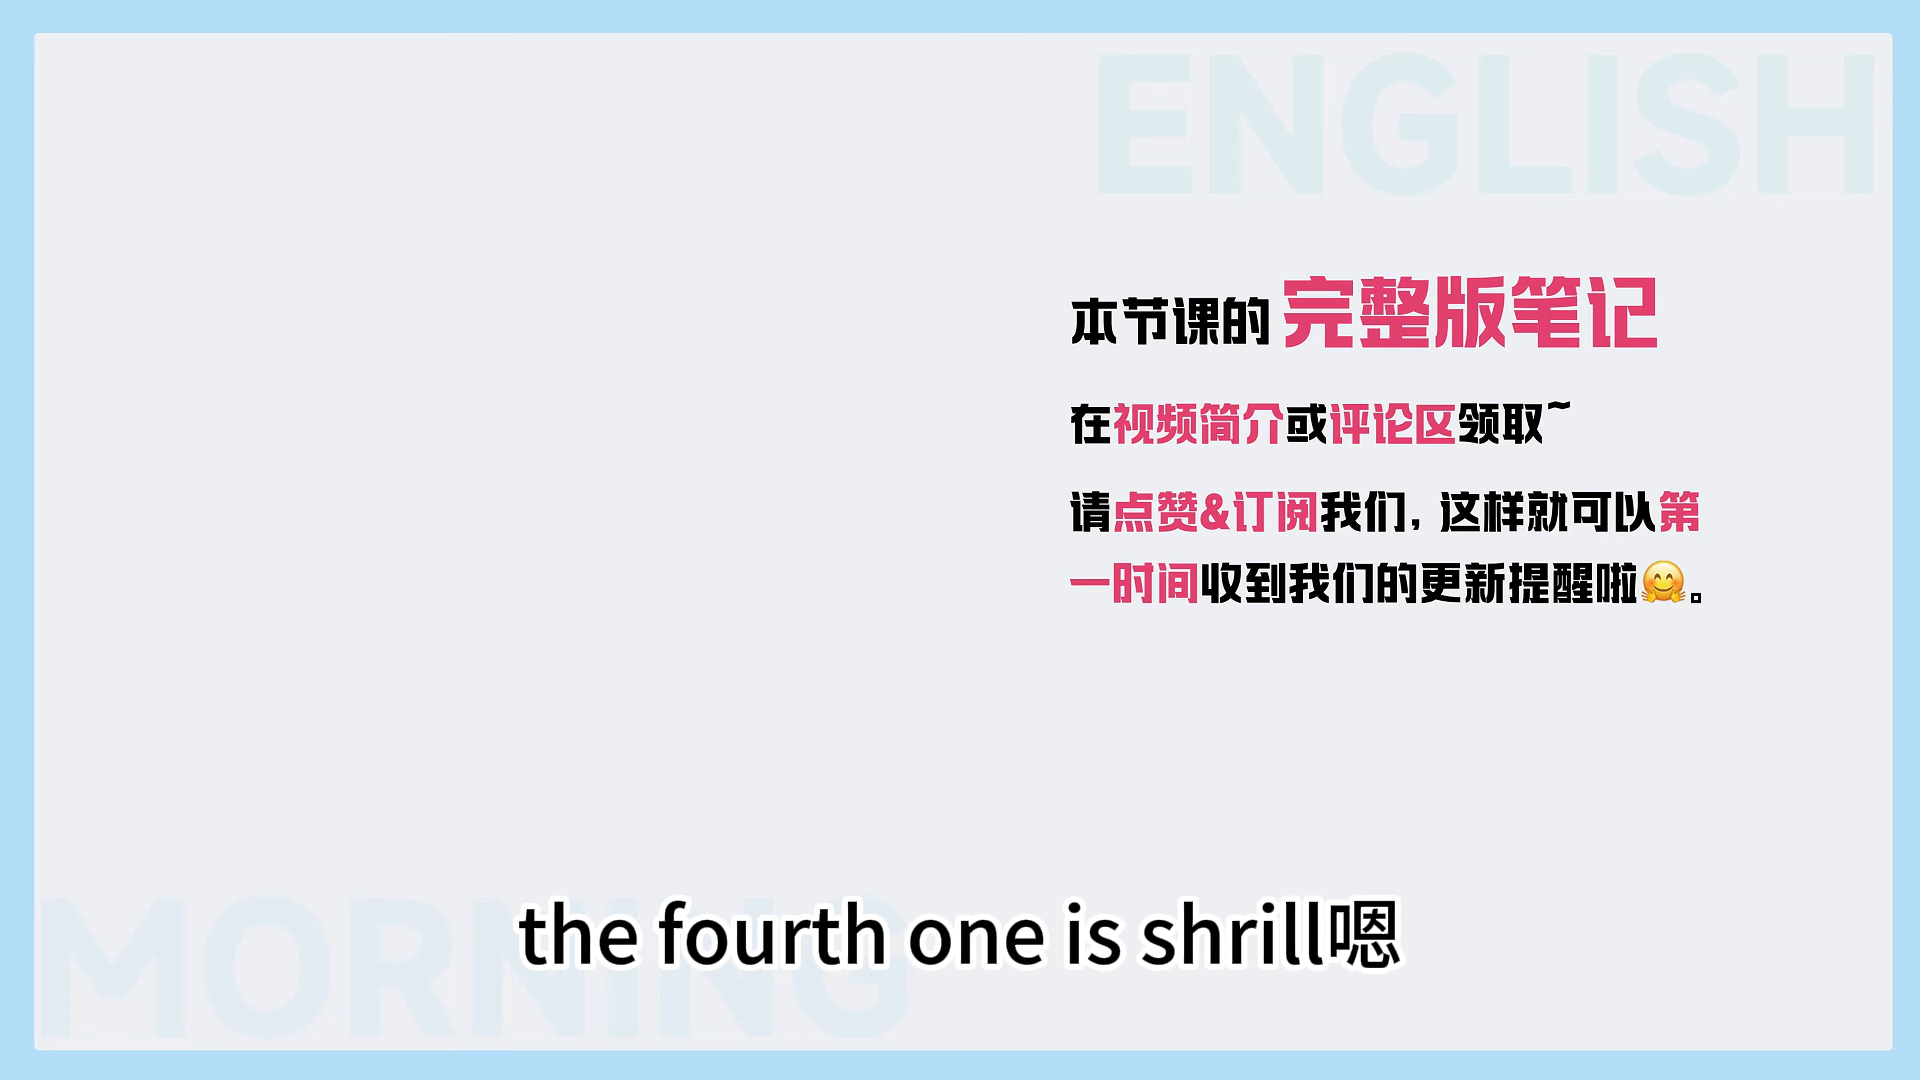 ENGLISH
本节课的 完整版笔记
在视频简介或评论区领取~
请点赞&订阅我们，这样就可以第
一时间收到我们的更新提醒啦🤗。
MORNING
the fourth one is shrill嗯